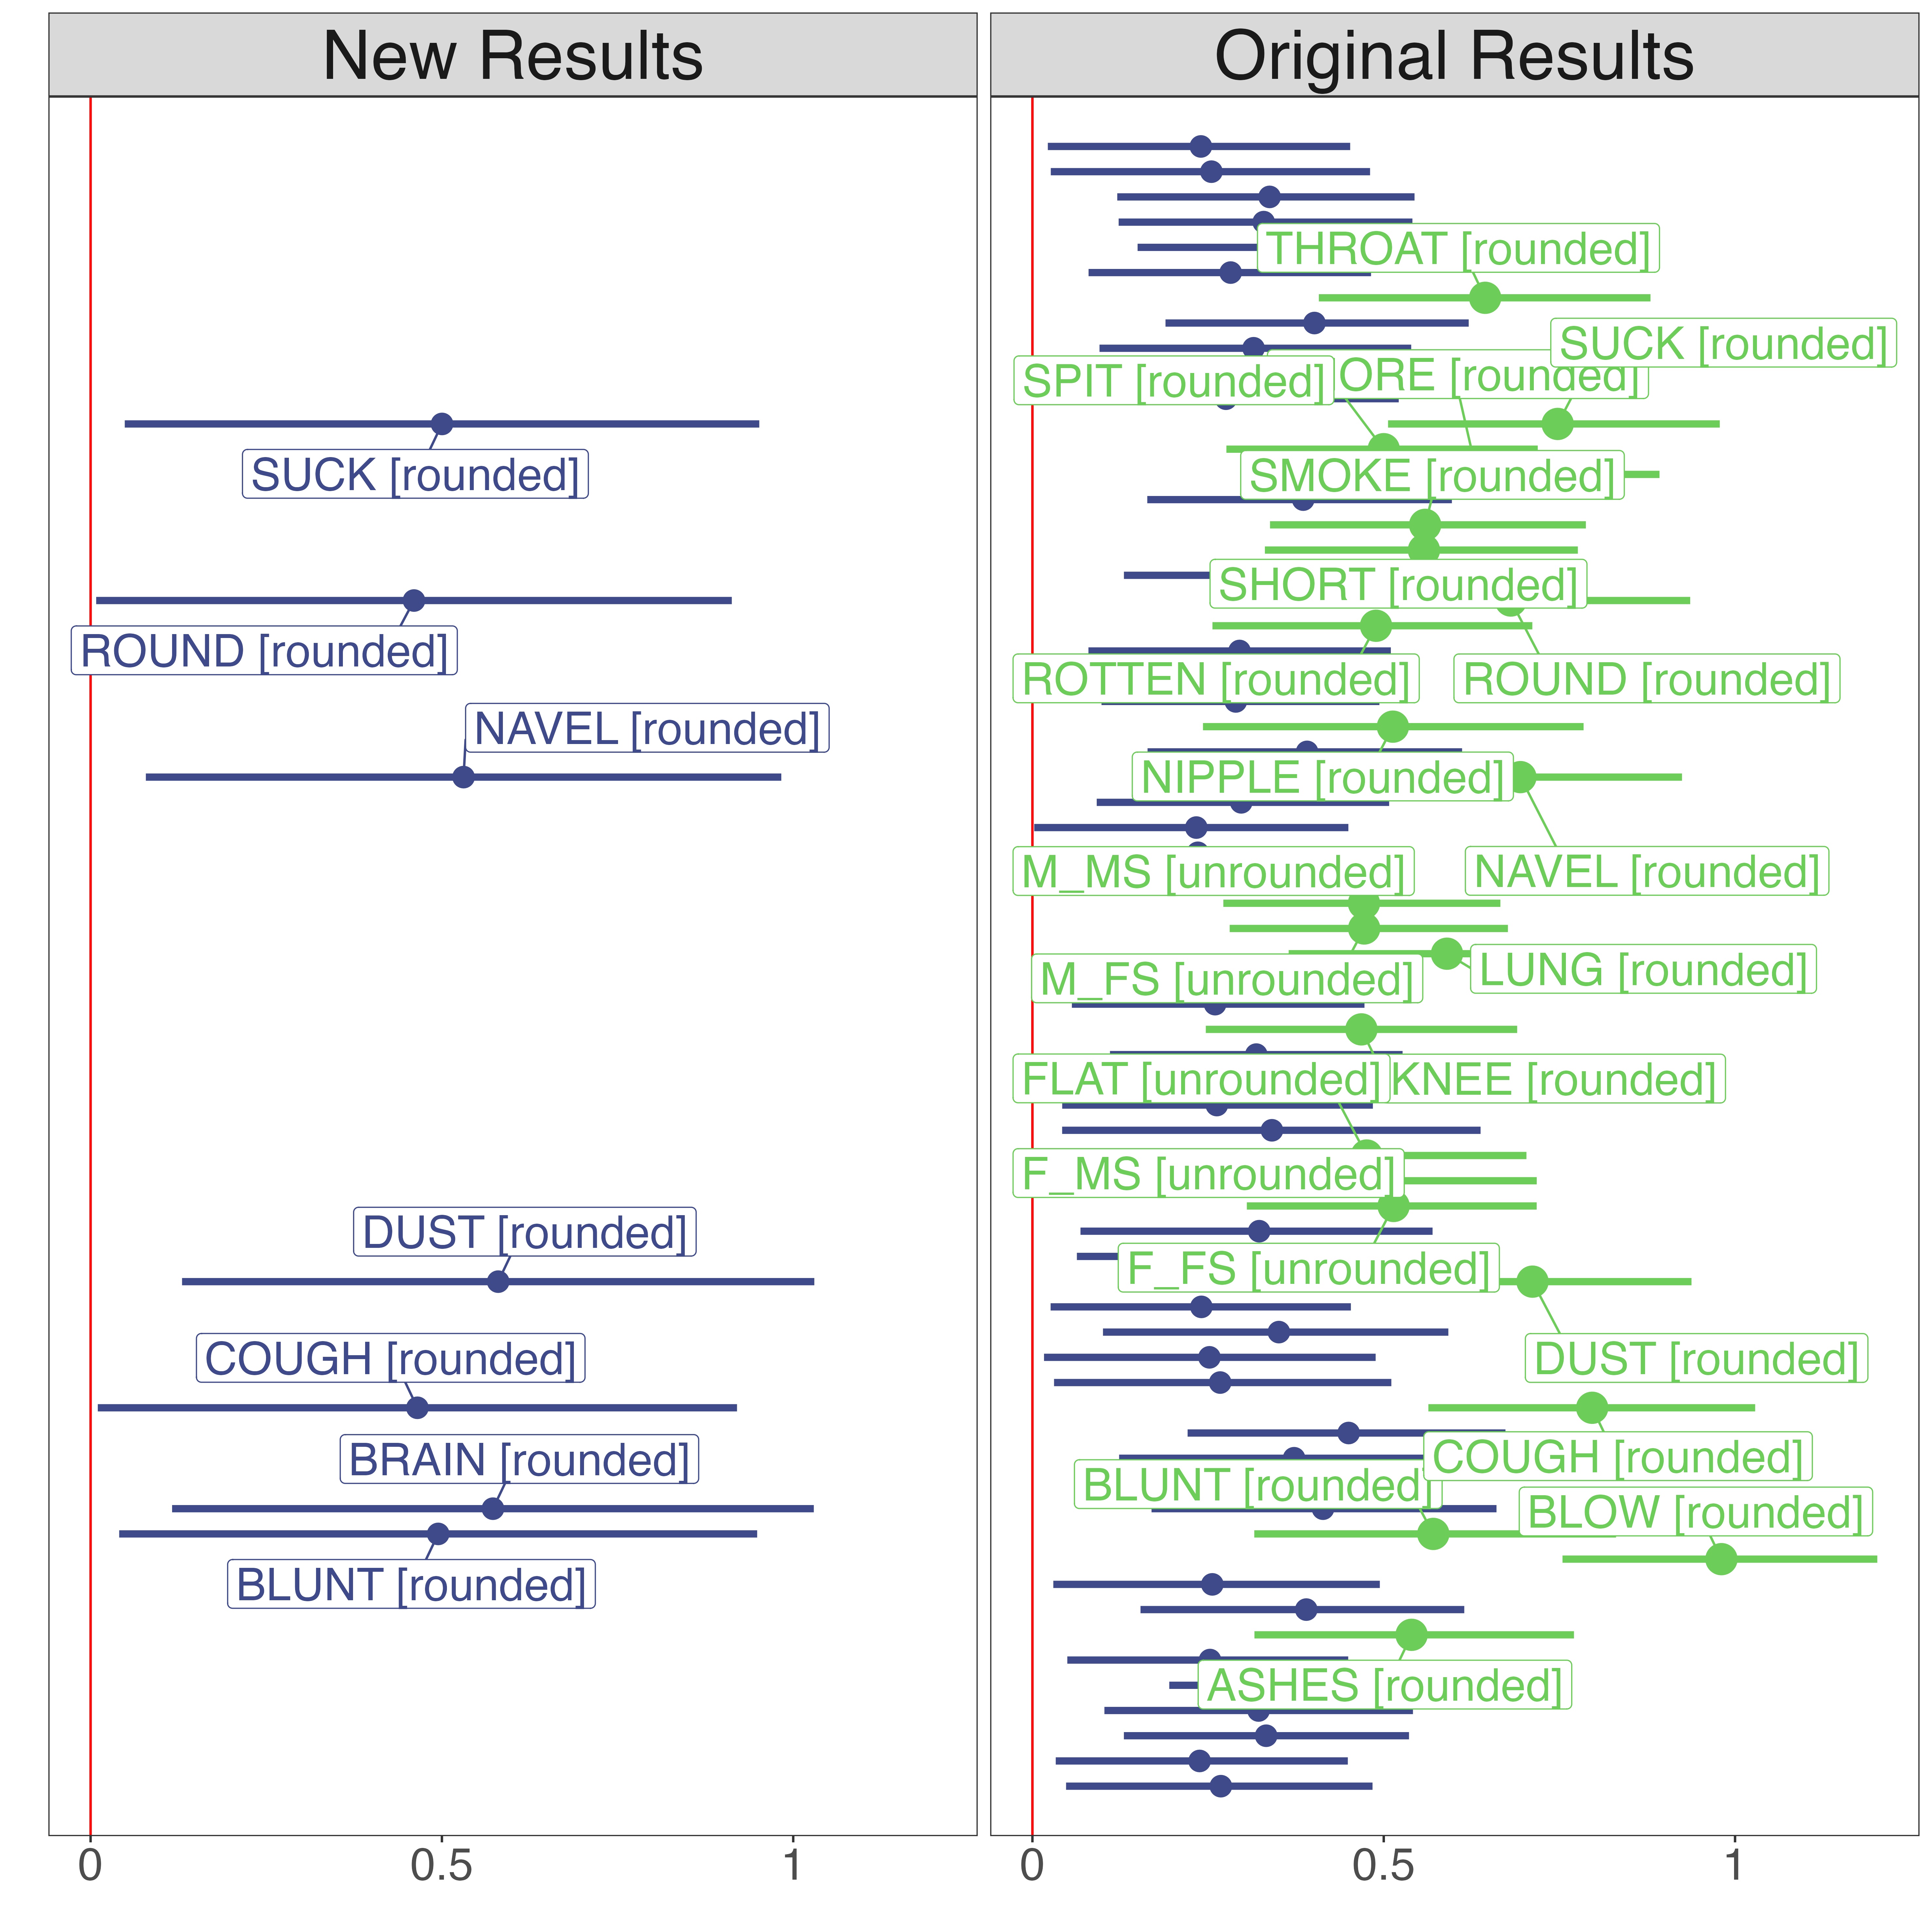 New Results
SUCK [rounded]
ROUND [rounded]
NAVEL [rounded]
DUST [rounded]
COUGH [rounded]
BRAIN [rounded]
BLUNT [rounded]
0 0.5 1
Original Results
THROAT [rounded]
SUCK [rounded]
SPIT [rounded]
ORE [rounded]
SMOKE [rounded]
SHORT [rounded]
ROTTEN [rounded]
ROUND [rounded]
NIPPLE [rounded]
M_MS [unrounded]
NAVEL [rounded]
LUNG [rounded]
M_FS [unrounded]
FLAT [unrounded]
KNEE [rounded]
F_MS [unrounded]
F_FS [unrounded]
DUST [rounded]
COUGH [rounded]
BLUNT [rounded]
BLOW [rounded]
ASHES [rounded]
0 0.5 1